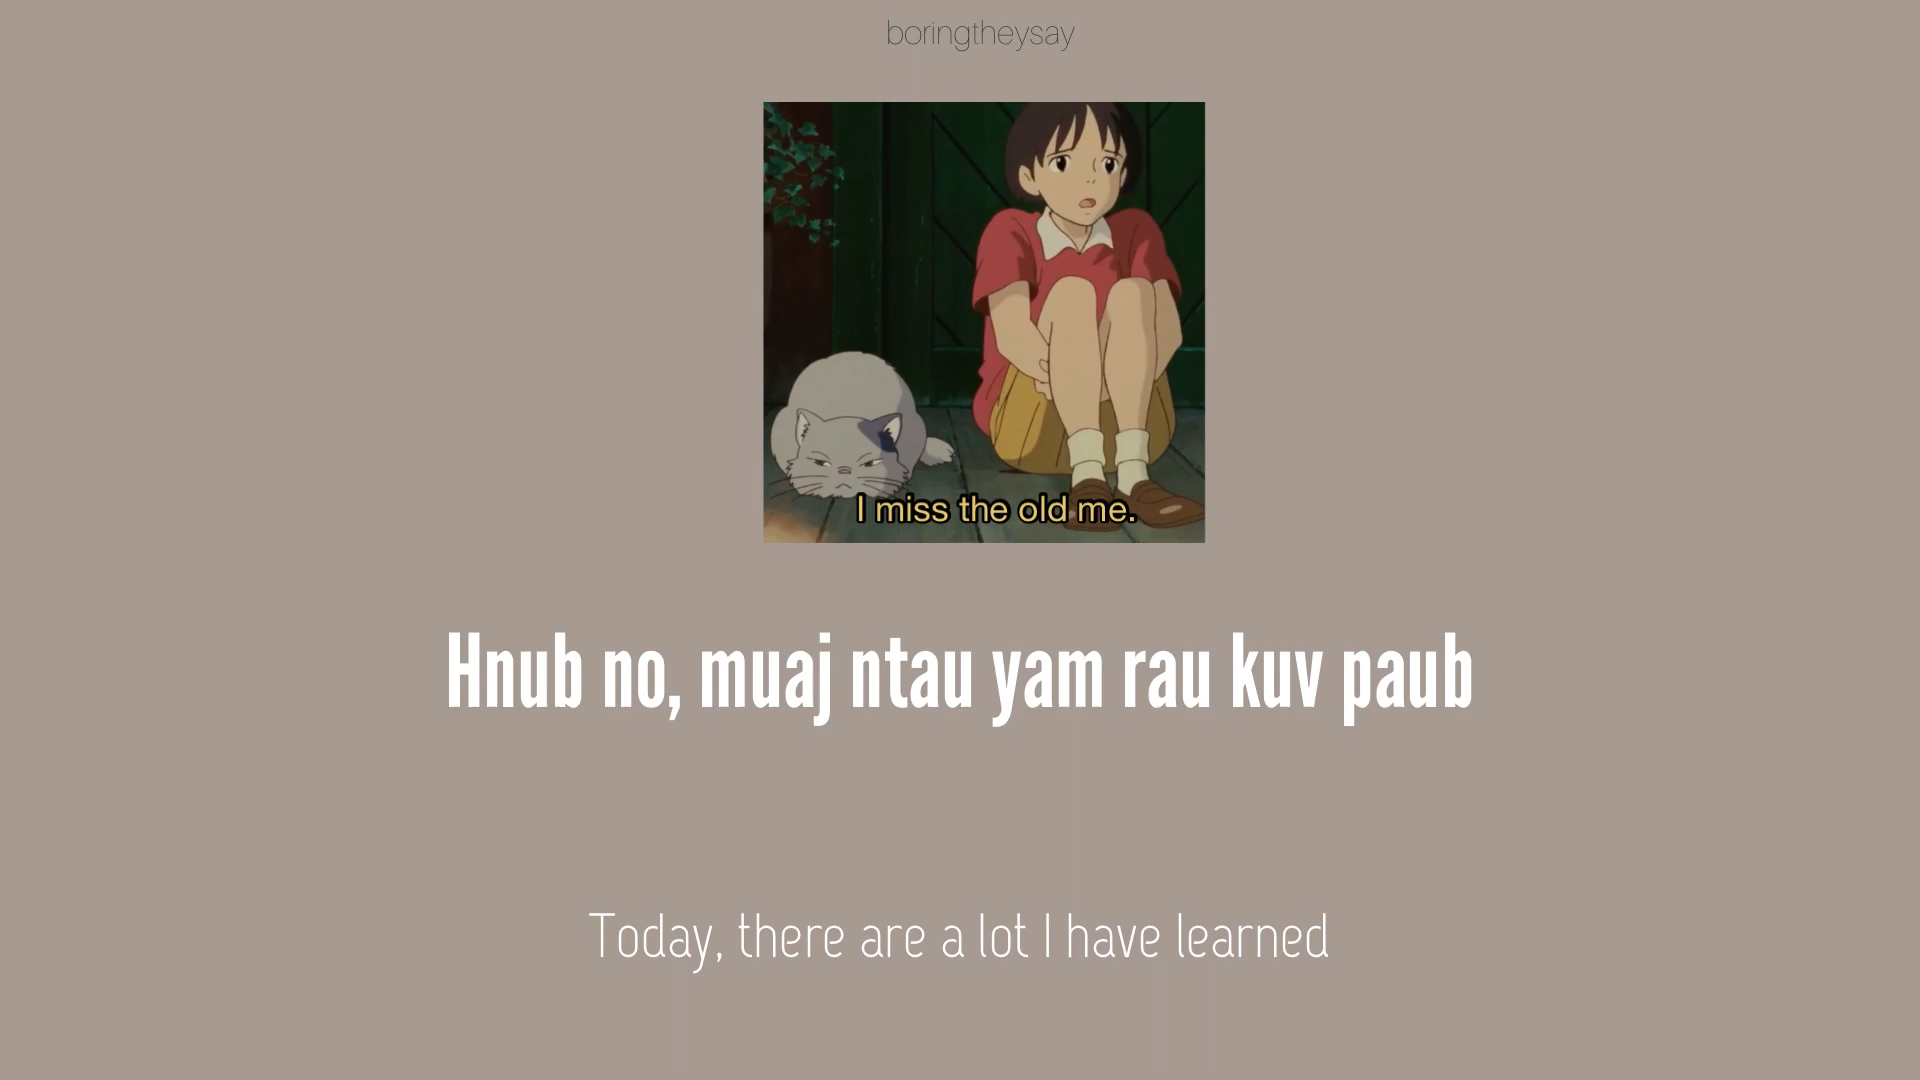 boringtheysay
I miss the old me.
Hnub no, muaj ntau yam rau kuv paub
Today, there are a lot I have learned